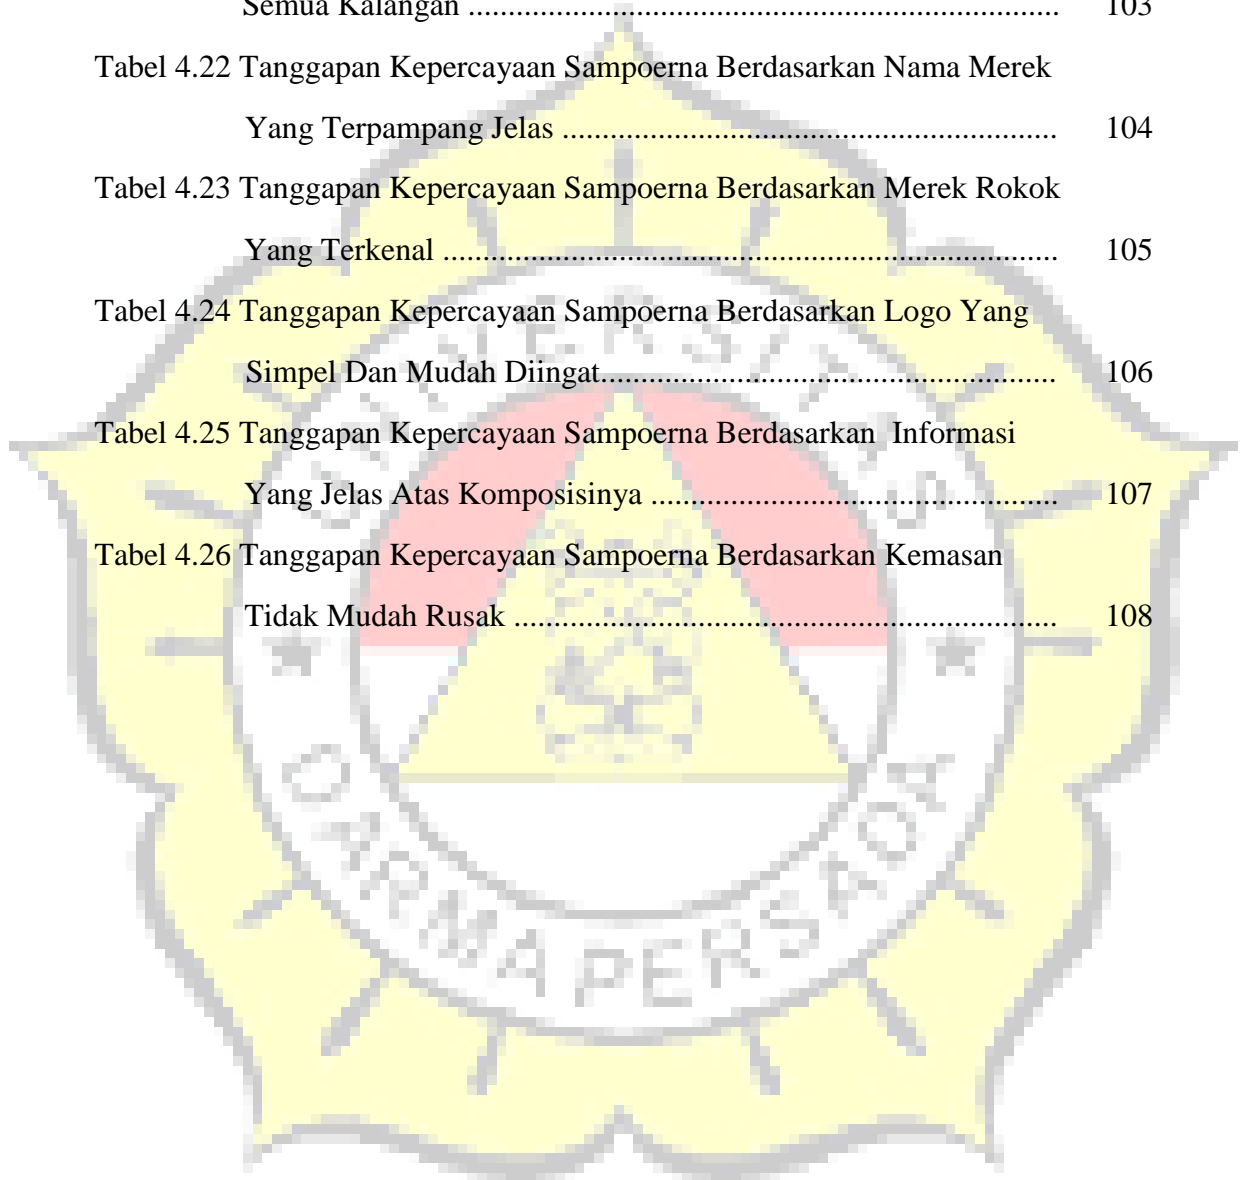 Semua Kalangan .......................................................................... 103
Tabel 4.22 Tanggapan Kepercayaan Sampoerna Berdasarkan Nama Merek
Yang Terpampang Jelas .............................................................. 104
Tabel 4.23 Tanggapan Kepercayaan Sampoerna Berdasarkan Merek Rokok
Yang Terkenal ............................................................................. 105
Tabel 4.24 Tanggapan Kepercayaan Sampoerna Berdasarkan Logo Yang
Simpel Dan Mudah Diingat ......................................................... 106
Tabel 4.25 Tanggapan Kepercayaan Sampoerna Berdasarkan Informasi
Yang Jelas Atas Komposisinya ................................................... 107
Tabel 4.26 Tanggapan Kepercayaan Sampoerna Berdasarkan Kemasan
Tidak Mudah Rusak .................................................................... 108
UNIVERSITAS
DARMA PERSADA